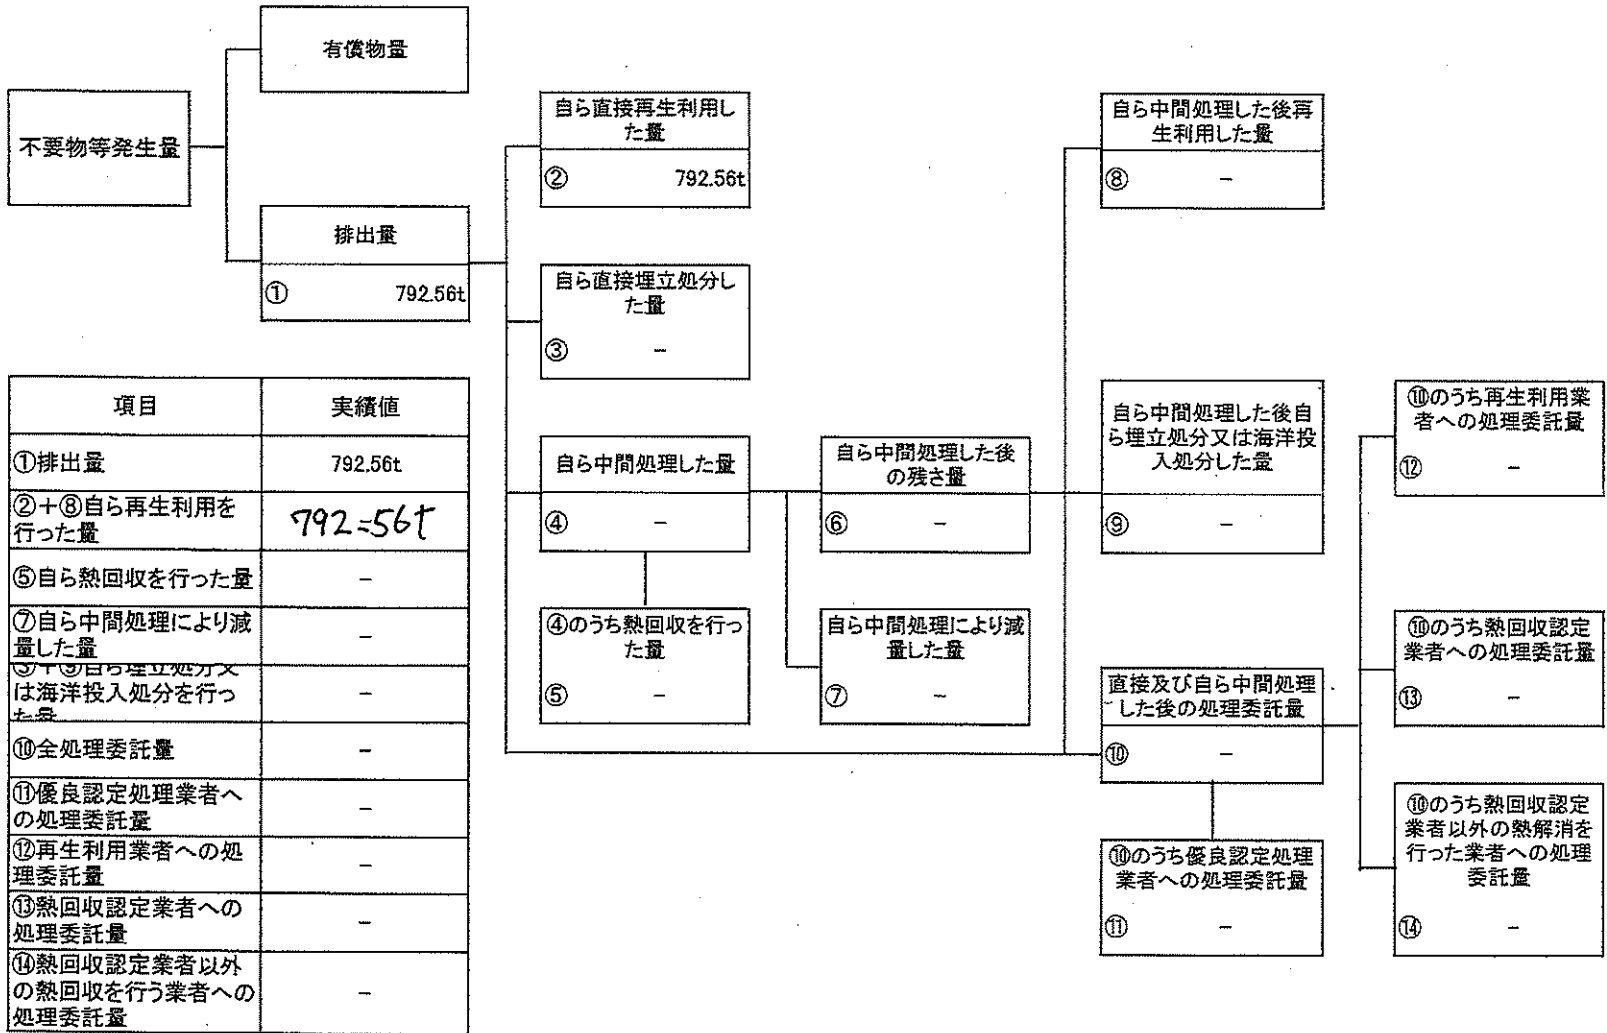 有償物量
不要物等発生量
排出量
① 792.56t
自ら直接再生利用し
た量
② 792.56t
自ら直接埋立処分し
た量
③ −
自ら中間処理した量
④ −
④のうち熱回収を行っ
た量
⑤ −
自ら中間処理した後
の残さ量
⑥ −
自ら中間処理により減
量した量
⑦ −
自ら中間処理した後再
生利用した量
⑧ −
自ら中間処理した後自
ら埋立処分又は海洋投
入処分した量
⑨ −
直接及び自ら中間処理
した後の処理委託量
⑩ −
⑩のうち優良認定処理
業者への処理委託量
⑪ −
⑩のうち再生利用業
者への処理委託量
⑫ −
⑩のうち熱回収認定
業者への処理委託量
⑬ −
⑩のうち熱回収認定
業者以外の熱解消を
行った業者への処理
委託量
⑭ −
項目 実績値
①排出量 792.56t
②+⑧自ら再生利用を
行った量 792=56t
⑤自ら熱回収を行った量 −
⑦自ら中間処理により減
量した量 −
③+⑨自ら埋立処分又
は海洋投入処分を行っ
た量 −
⑩全処理委託量 −
⑪優良認定処理業者へ
の処理委託量 −
⑫再生利用業者への処
理委託量 −
⑬熱回収認定業者への
処理委託量 −
⑭熱回収認定業者以外
の熱回収を行う業者への
処理委託量 −